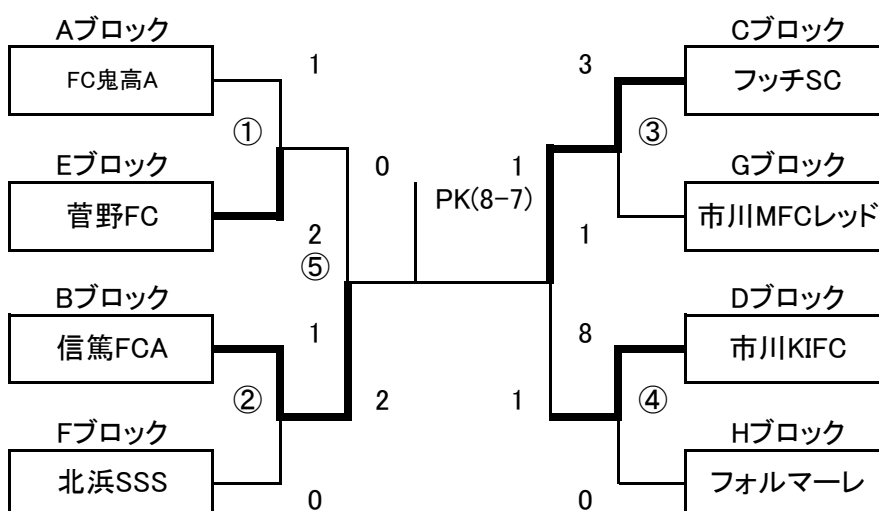 Aブロック
FC鬼高A
1
①
Eブロック
菅野FC
2
⑤
Bブロック
信篤FCA
1
②
Fブロック
北浜SSS
0
0
2
1
PK(8-7)
1
Cブロック
フッチSC
3
③
Gブロック
市川MFCレッド
1
Dブロック
市川KIFC
8
④
Hブロック
フォルマーレ
0